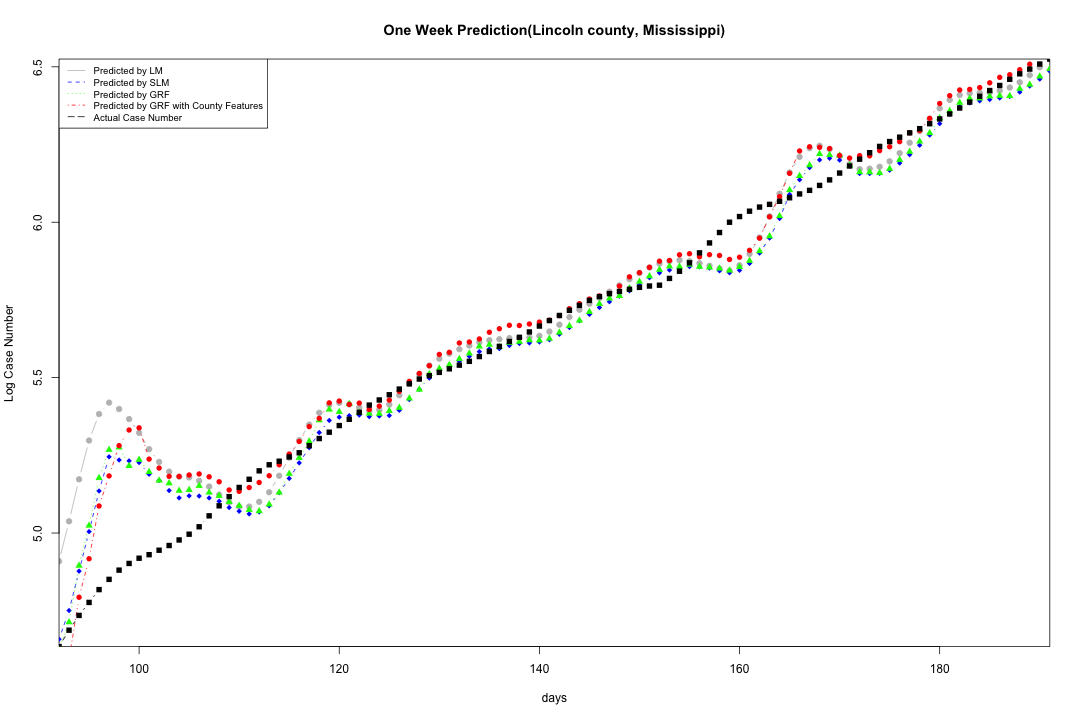 One Week Prediction(Lincoln county, Mississippi)
Predicted by LM
Predicted by SLM
Predicted by GRF
Predicted by GRF with County Features
Actual Case Number
6.5
6.0
5.5
5.0
Log Case Number
100 120 140 160 180
days